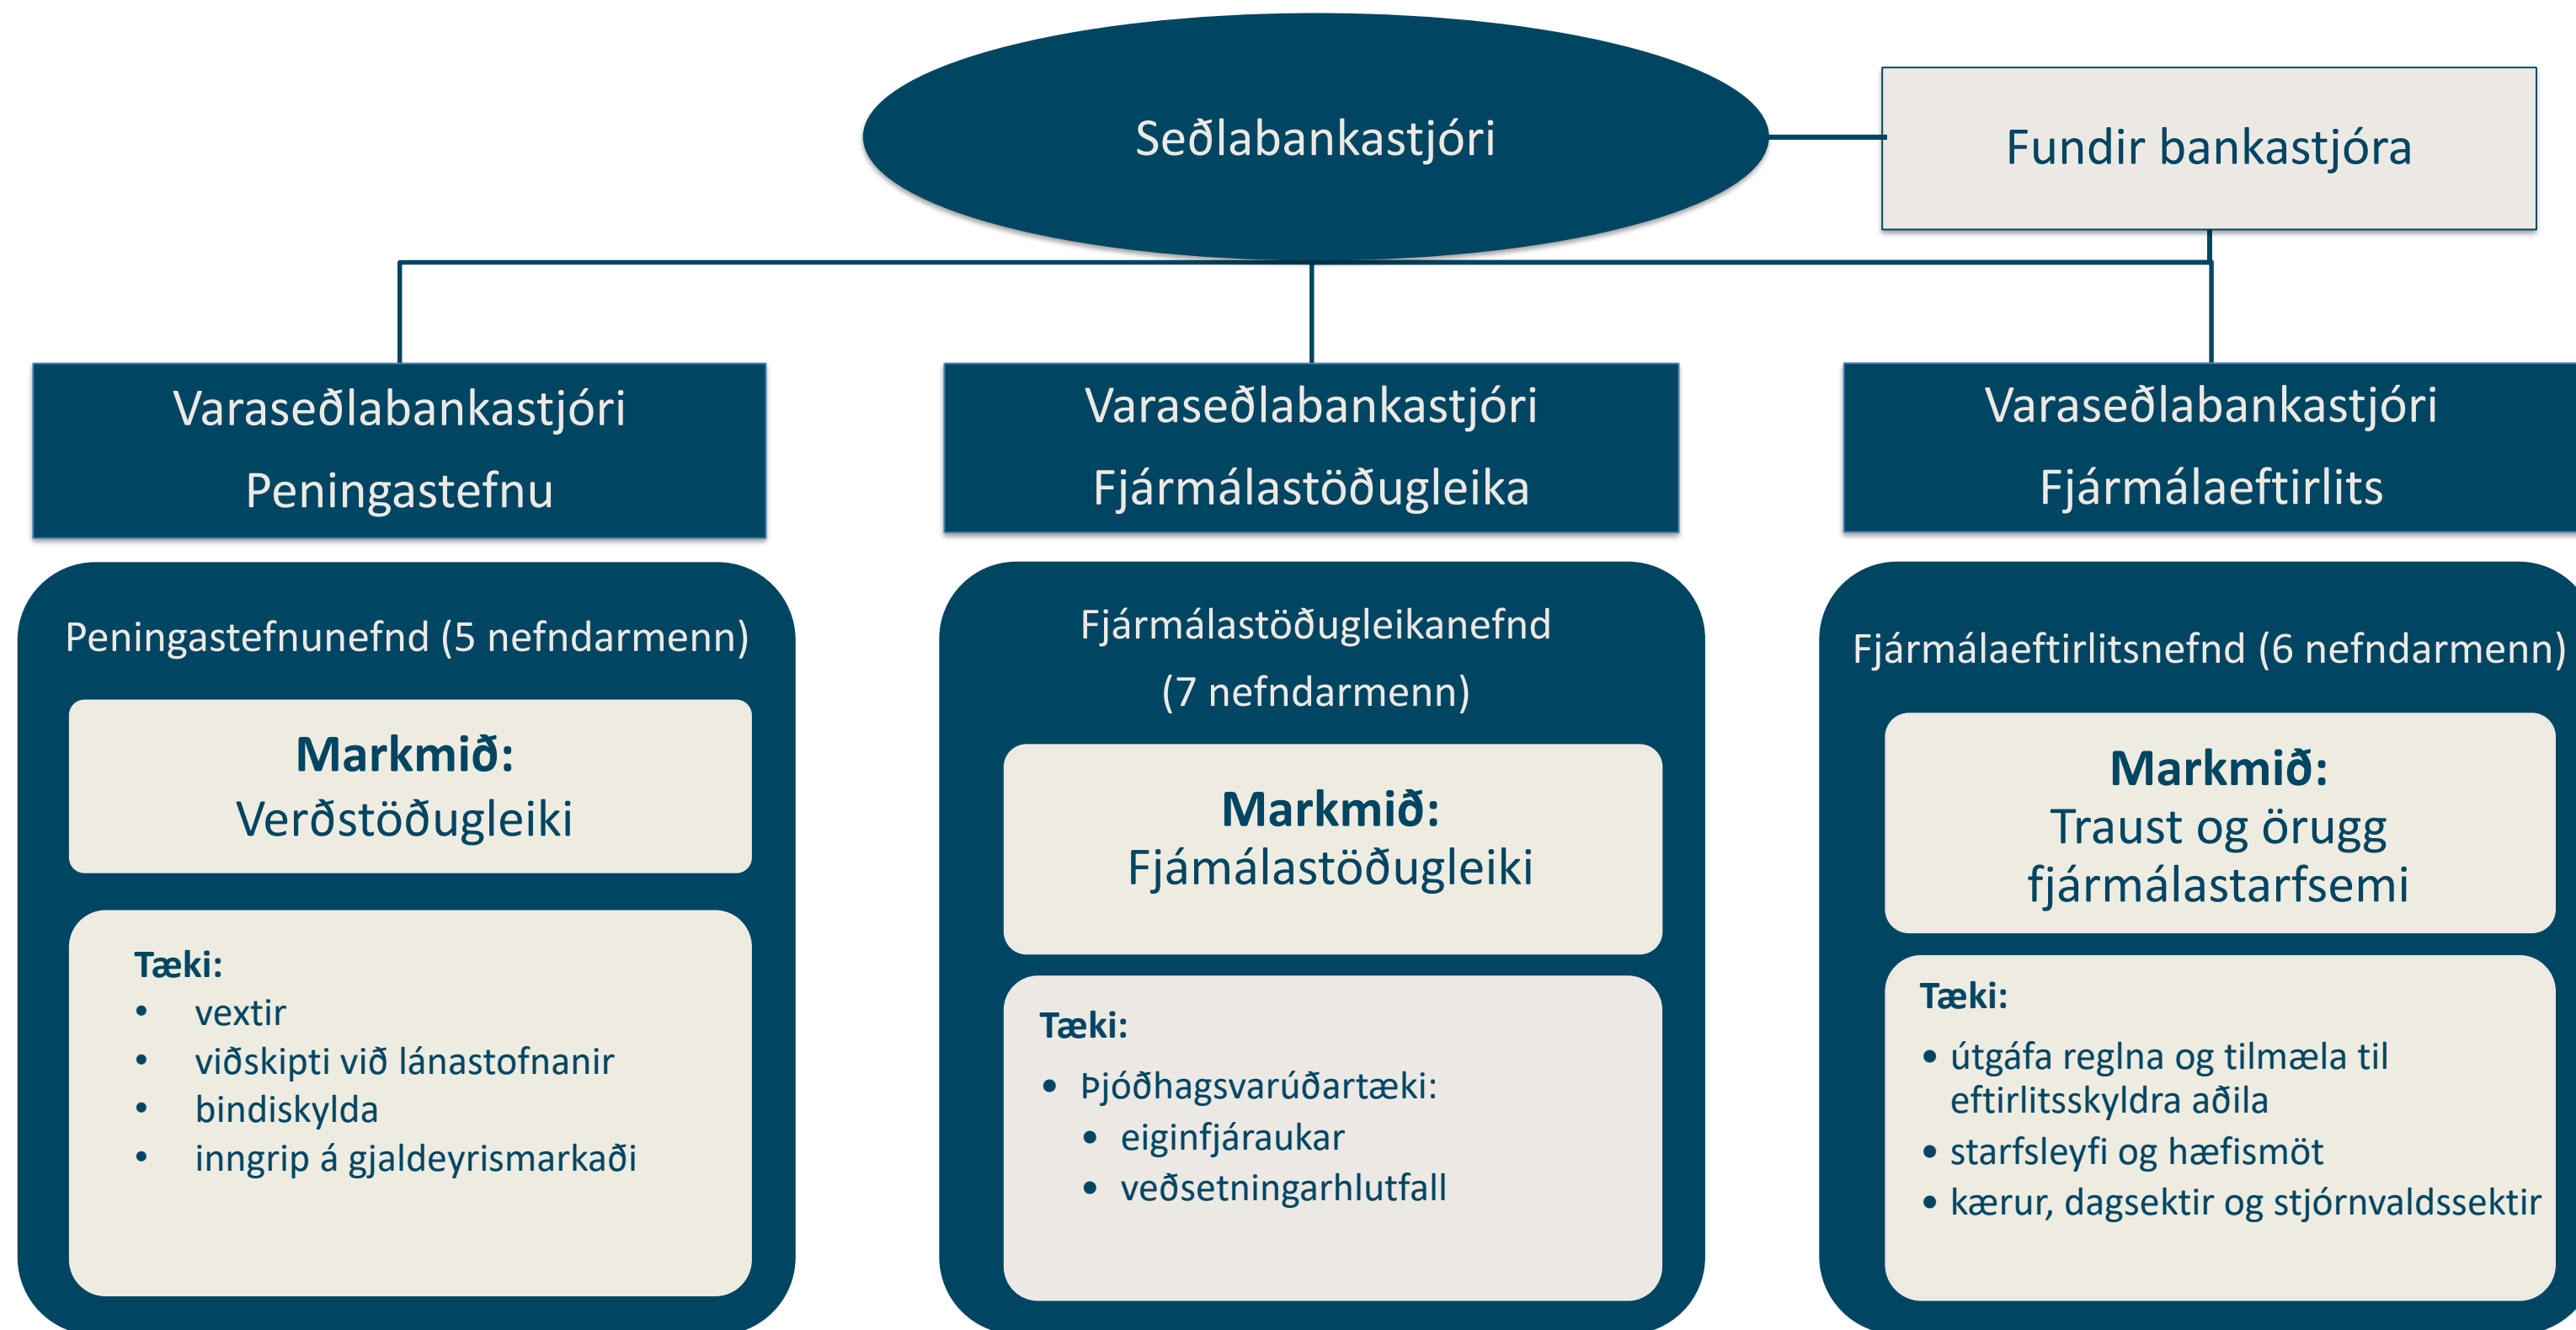 Seðlabankastjóri
Fundir bankastjóra
Varaseðlabankastjóri
Peningastefnu
Varaseðlabankastjóri
Fjármálastöðugleika
Varaseðlabankastjóri
Fjármálaeftirlits
Peningastefnunefnd (5 nefndarmenn)
Markmið:
Verðstöðugleiki
Tæki:
• vextir
• viðskipti við lánastofnanir
• bindiskylda
• inngrip á gjaldeyrismarkaði
Fjármálastöðugleikanefnd
(7 nefndarmenn)
Markmið:
Fjámálastöðugleiki
Tæki:
• Þjóðhagsvarúðartæki:
• eiginfjáraukar
• veðsetningarhlutfall
Fjármálaeftirlitsnefnd (6 nefndarmenn)
Markmið:
Traust og örugg
fjármálastarfsemi
Tæki:
• útgáfa reglna og tilmæla til
eftirlitsskyldra aðila
• starfsleyfi og hæfismöt
• kærur, dagsektir og stjórnvaldssektir